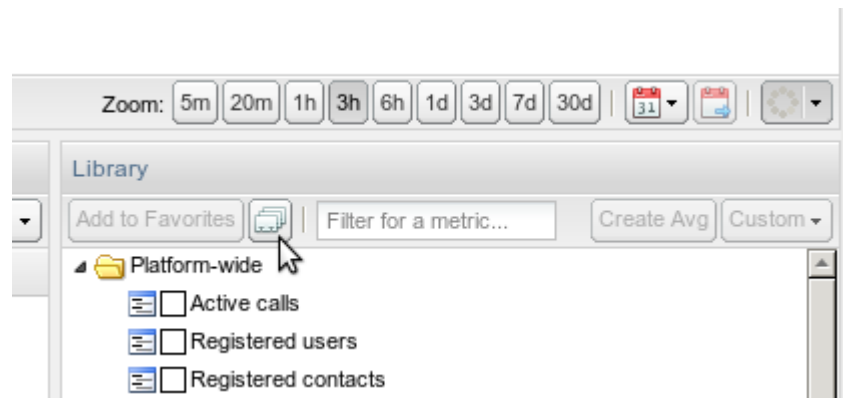 Zoom: 5m 20m 1h 3h 6h 1d 3d 7d 30d 31
Library
Add to Favorites Filter for a metric... Create Avg Custom
Platform-wide
Active calls
Registered users
Registered contacts